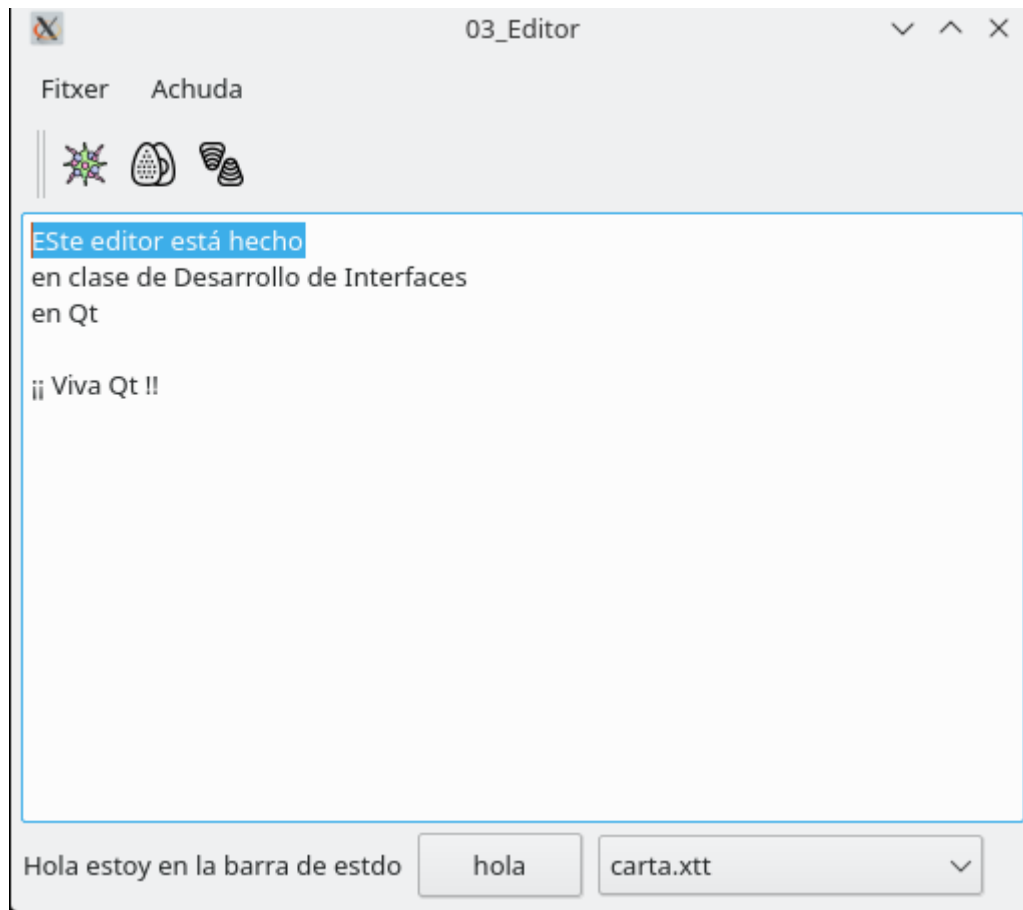 03_Editor
Fitxer Achuda
ESte editor está hecho
en clase de Desarrollo de Interfaces
en Qt
¡¡ Viva Qt !!
Hola estoy en la barra de estdo hola carta.xtt